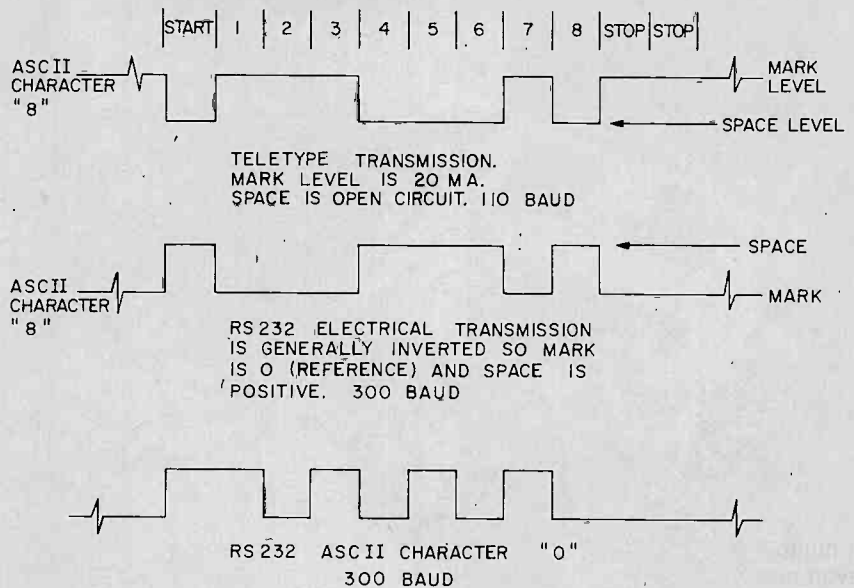 START 1 2 3 4 5 6 7 8 STOP STOP
ASCII
CHARACTER
"8"
MARK
LEVEL
SPACE LEVEL
TELETYPE TRANSMISSION.
MARK LEVEL IS 20 MA.
SPACE IS OPEN CIRCUIT. 110 BAUD
SPACE
ASCII
CHARACTER
"8"
MARK
RS232 ELECTRICAL TRANSMISSION
IS GENERALLY INVERTED SO MARK
IS 0 (REFERENCE) AND SPACE IS
POSITIVE. 300 BAUD
RS232 ASCII CHARACTER "0".
300 BAUD